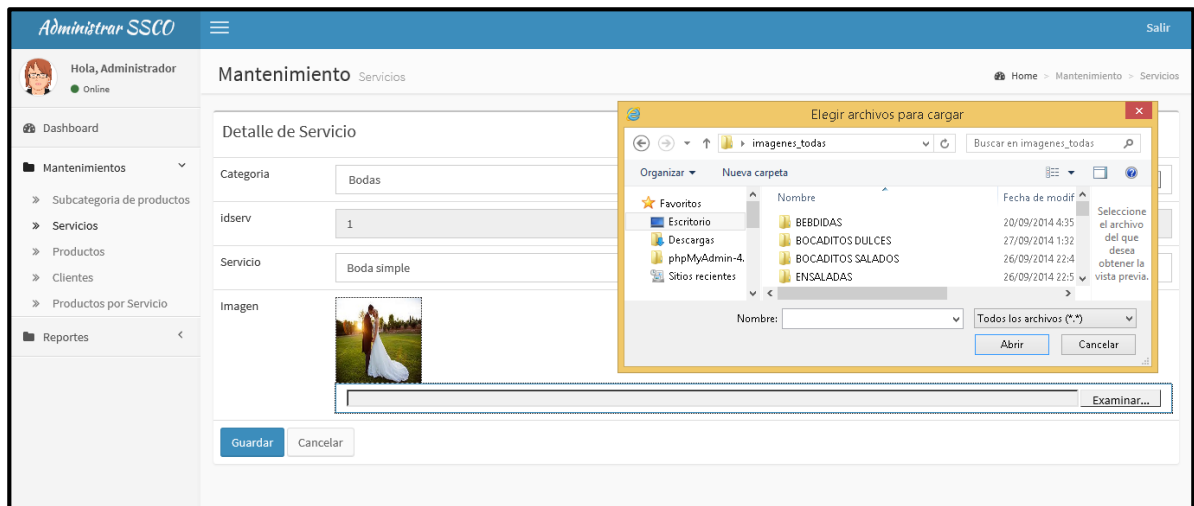 Administrar SSCO
Salir
Hola, Administrador
Online
Mantenimiento Servicios
Home > Mantenimiento > Servicios
Dashboard
Mantenimientos
Subcategoria de productos
Servicios
Productos
Clientes
Productos por Servicio
Reportes
Detalle de Servicio
Categoria
Bodas
idserv
1
Servicio
Boda simple
Imagen
Examinar...
Guardar
Cancelar
Elegir archivos para cargar
imagenes_todas
Buscar en imagenes_todas
Organizar
Nueva carpeta
Favoritos
Escritorio
Descargas
phpMyAdmin-4.
Sitios recientes
Nombre
Fecha de modif
BEBDIDAS
20/09/2014 4:35
BOCADITOS DULCES
27/09/2014 1:32
BOCADITOS SALADOS
26/09/2014 22:4
ENSALADAS
26/09/2014 22:5
Seleccione
el archivo
del que
desea
obtener la
vista previa.
Nombre:
Todos los archivos (*.*)
Abrir
Cancelar